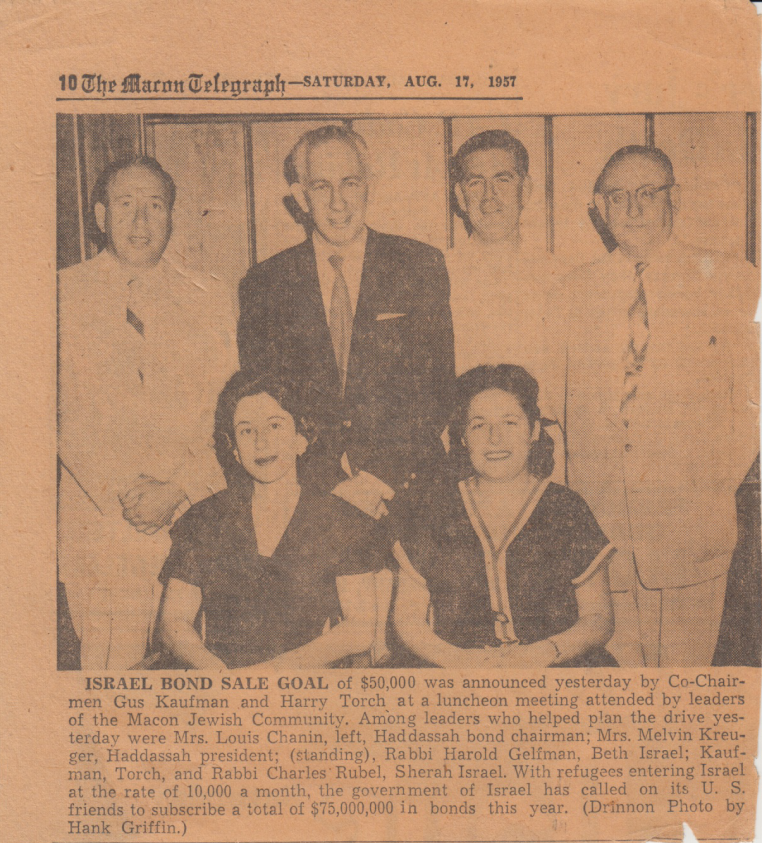 10 The Macon Telegraph—SATURDAY, AUG. 17, 1957
ISRAEL BOND SALE GOAL of $50,000 was announced yesterday by Co-Chair-
men Gus Kaufman and Harry Torch at a luncheon meeting attended by leaders
of the Macon Jewish Community. Among leaders who helped plan the drive yes-
terday were Mrs. Louis Chanin, left, Haddassah bond chairman; Mrs. Melvin Kreu-
ger, Haddassah president; (standing), Rabbi Harold Gelfman, Beth Israel; Kauf-
man, Torch, and Rabbi Charles Rubel, Sherah Israel. With refugees entering Israel
at the rate of 10,000 a month, the government of Israel has called on its U. S.
friends to subscribe a total of $75,000,000 in bonds this year. (Drinnon Photo by
Hank Griffin.)